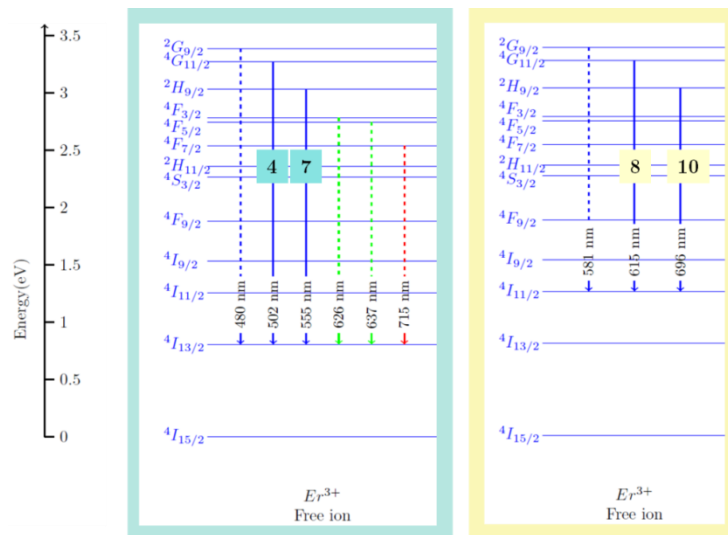 Energy(eV)
3.5
3
2.5
2
1.5
1
0.5
0
²G₉/₂
⁴G₁₁/₂
²H₉/₂
⁴F₃/₂
⁴F₅/₂
⁴F₇/₂
²H₁₁/₂
⁴S₃/₂
⁴F₉/₂
⁴I₉/₂
⁴I₁₁/₂
⁴I₁₃/₂
⁴I₁₅/₂
4
7
480 nm
502 nm
555 nm
626 nm
637 nm
715 nm
Er³⁺
Free ion
²G₉/₂
⁴G₁₁/₂
²H₉/₂
⁴F₃/₂
⁴F₅/₂
⁴F₇/₂
²H₁₁/₂
⁴S₃/₂
⁴F₉/₂
⁴I₉/₂
⁴I₁₁/₂
⁴I₁₃/₂
⁴I₁₅/₂
8
10
581 nm
615 nm
696 nm
Er³⁺
Free ion